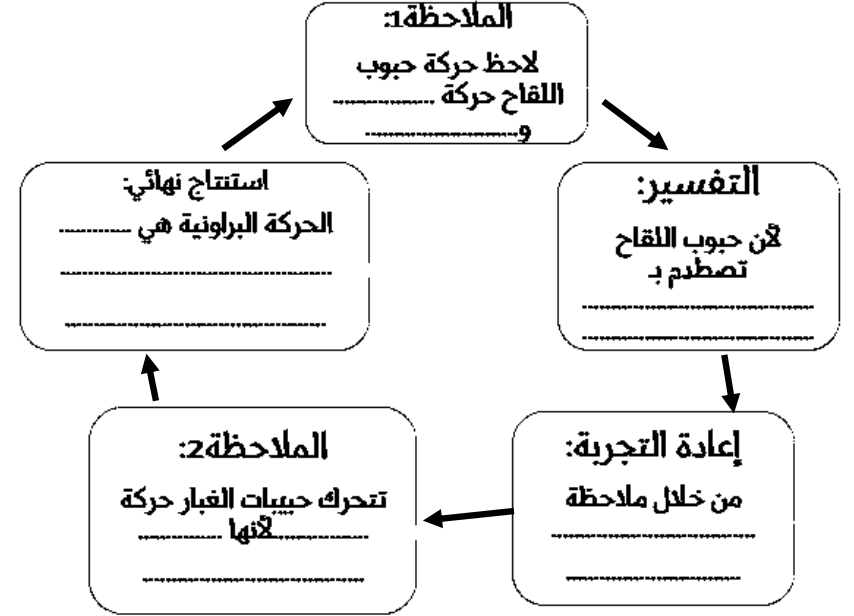 الملاحظة1:
لاحظ حركة حبوب
اللقاح حركة ................
و........................
التفسير:
لأن حبوب اللقاح
تصطدم بـ
....................................
....................................
إعادة التجربة:
من خلال ملاحظة
................................
...........................
الملاحظة2:
تتحرك حبيبات الغبار حركة
...............لأنها .............
...................................
استنتاج نهائي:
الحركة البراونية هي ............
..........................................
.........................................